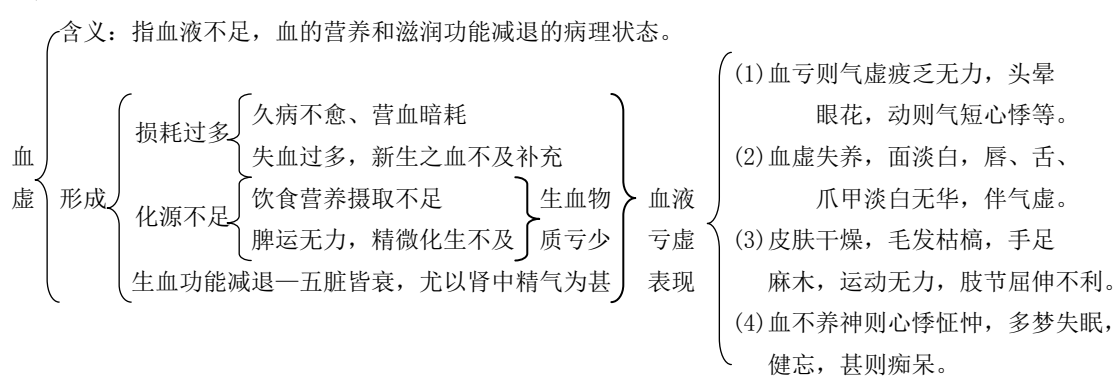 含义：指血液不足，血的营养和滋润功能减退的病理状态。
血虚
形成
损耗过多
久病不愈、营血暗耗
失血过多，新生之血不及补充
化源不足
饮食营养摄取不足
脾运无力，精微化生不及
生血物
质亏少
生血功能减退—五脏皆衰，尤以肾中精气为甚
血液
亏虚
表现
(1)血亏则气虚疲乏无力，头晕
眼花，动则气短心悸等。
(2)血虚失养，面淡白，唇、舌、
爪甲淡白无华，伴气虚。
(3)皮肤干燥，毛发枯槁，手足
麻木，运动无力，肢节屈伸不利。
(4)血不养神则心悸怔忡，多梦失眠，
健忘，甚则痴呆。